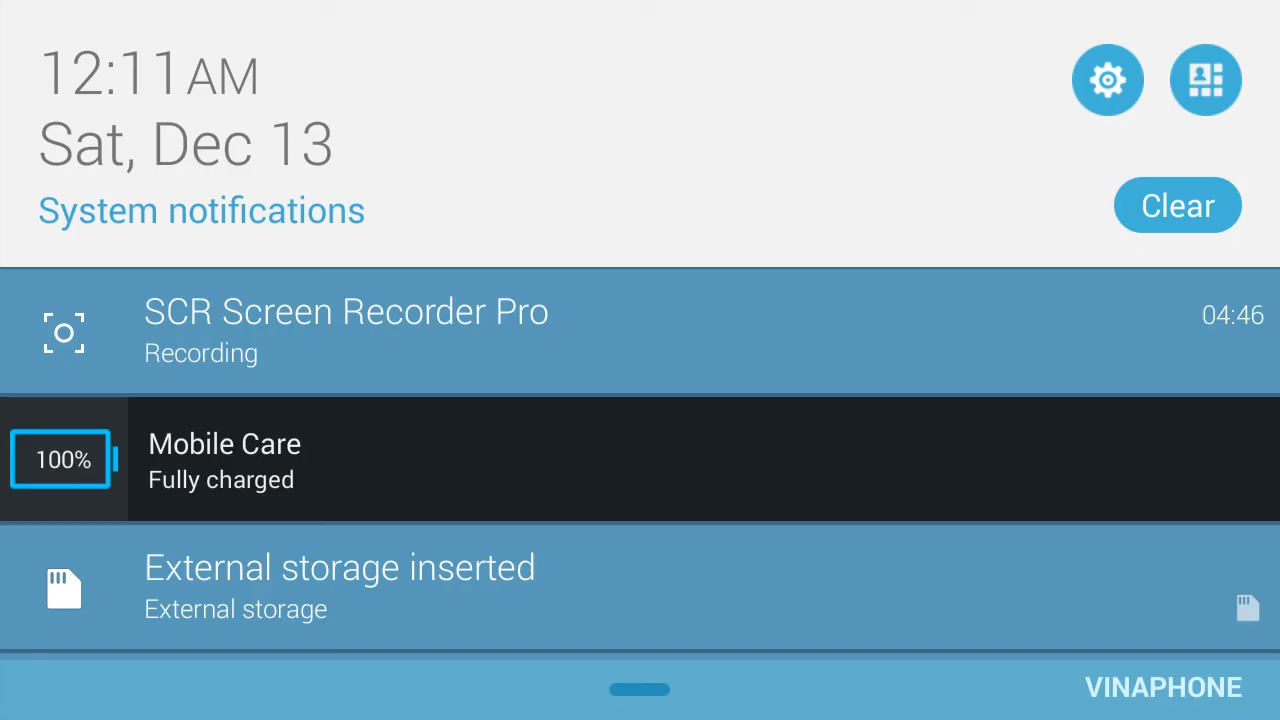 12:11AM
Sat, Dec 13
System notifications
Clear
SCR Screen Recorder Pro
04:46
Recording
100%
Mobile Care
Fully charged
External storage inserted
External storage
VINAPHONE